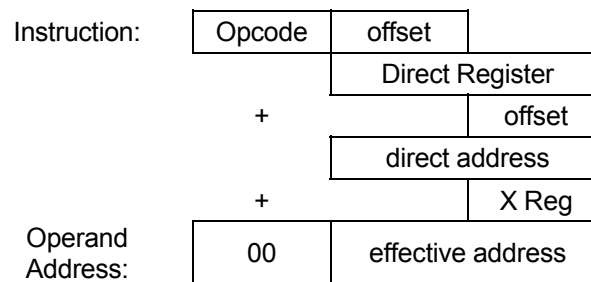 Instruction: Opcode offset
Direct Register
+ offset
direct address
+ X Reg
Operand
Address: 00 effective address